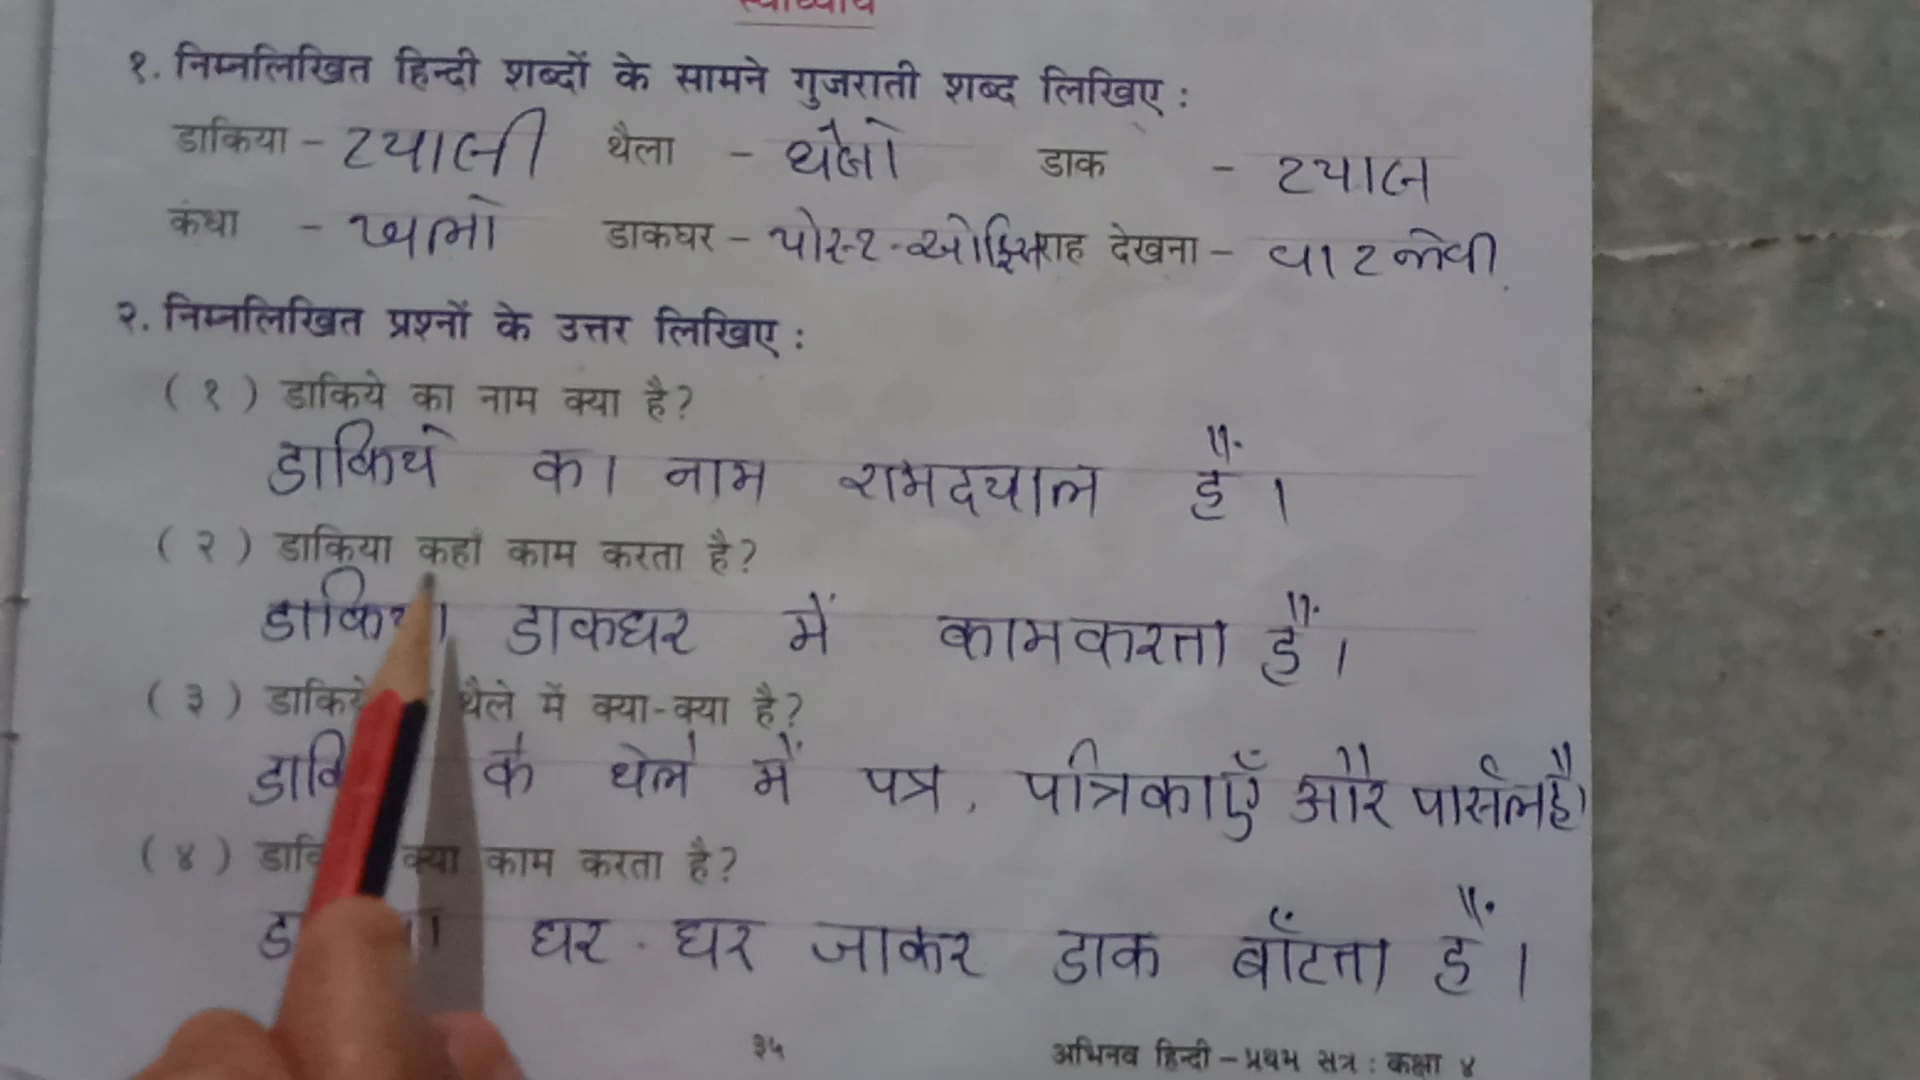 स्वाध्याय
१. निम्नलिखित हिन्दी शब्दों के सामने गुजराती शब्द लिखिए :
डाकिया - ટપાલી थैला - થેલો डाक - ટપાલ
कंधा - ખભો डाकघर - પોસ્ટ-ઓફિસ राह देखना - વાટ જોવી
२. निम्नलिखित प्रश्नों के उत्तर लिखिए :
( १ ) डाकिये का नाम क्या है?
डाकिये का नाम रामदयाल हैं।
( २ ) डाकिया कहाँ काम करता है?
डाकिया डाकघर में काम करता हैं।
( ३ ) डाकिये थैले में क्या-क्या है?
के थेले में पत्र, पत्रिकाएँ और पार्सल है।
( ४ ) क्या काम करता है?
घर-घर जाकर डाक बाँटता हैं।
३५ अभिनव हिन्दी - प्रथम सत्र : कक्षा ४